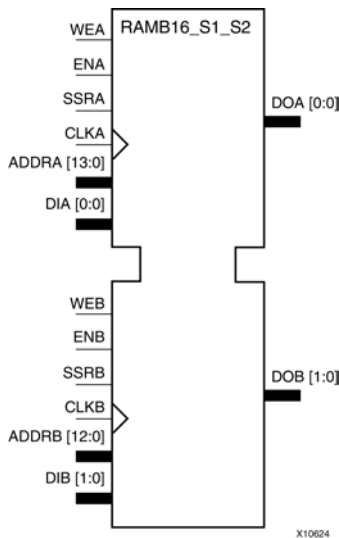 RAMB16_S1_S2
WEA
ENA
SSRA
CLKA
ADDRA [13:0]
DIA [0:0]
DOA [0:0]
WEB
ENB
SSRB
CLKB
ADDRB [12:0]
DIB [1:0]
DOB [1:0]
X10624